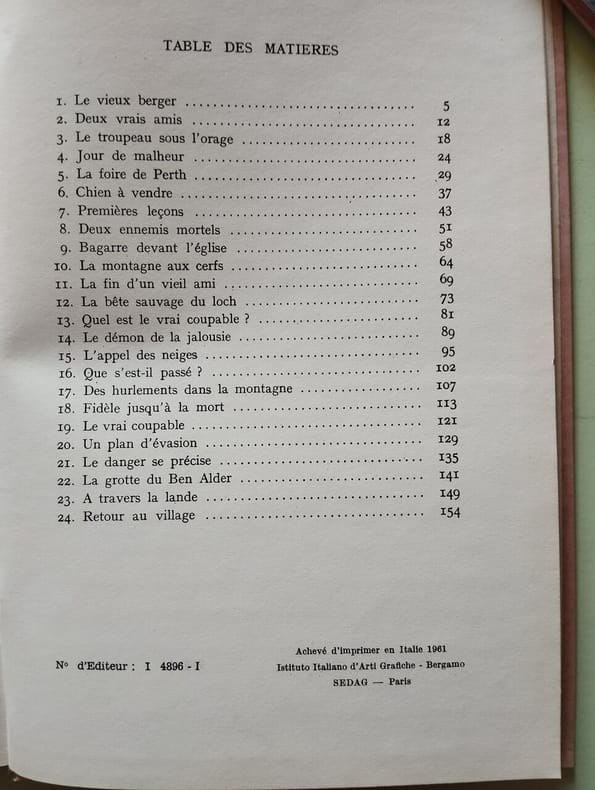 TABLE DES MATIERES
1. Le vieux berger ................................. 5
2. Deux vrais amis ................................ 12
3. Le troupeau sous l'orage ......................... 18
4. Jour de malheur ................................ 24
5. La foire de Perth ................................ 29
6. Chien à vendre .................................. 37
7. Premières leçons ................................ 43
8. Deux ennemis mortels ........................... 51
9. Bagarre devant l'église .......................... 58
10. La montagne aux cerfs ........................... 64
11. La fin d'un vieil ami ............................. 69
12. La bête sauvage du loch ......................... 73
13. Quel est le vrai coupable ? ....................... 81
14. Le démon de la jalousie .......................... 89
15. L'appel des neiges ............................... 95
16. Que s'est-il passé ? .............................. 102
17. Des hurlements dans la montagne ................. 107
18. Fidèle jusqu'à la mort ........................... 113
19. Le vrai coupable ................................. 121
20. Un plan d'évasion ................................ 129
21. Le danger se précise ............................. 135
22. La grotte du Ben Alder ........................... 141
23. A travers la lande ............................... 149
24. Retour au village ................................ 154
Achevé d'imprimer en Italie 1961
N° d'Editeur : I 4896 - I Istituto Italiano d'Arti Grafiche - Bergamo
SEDAG — Paris